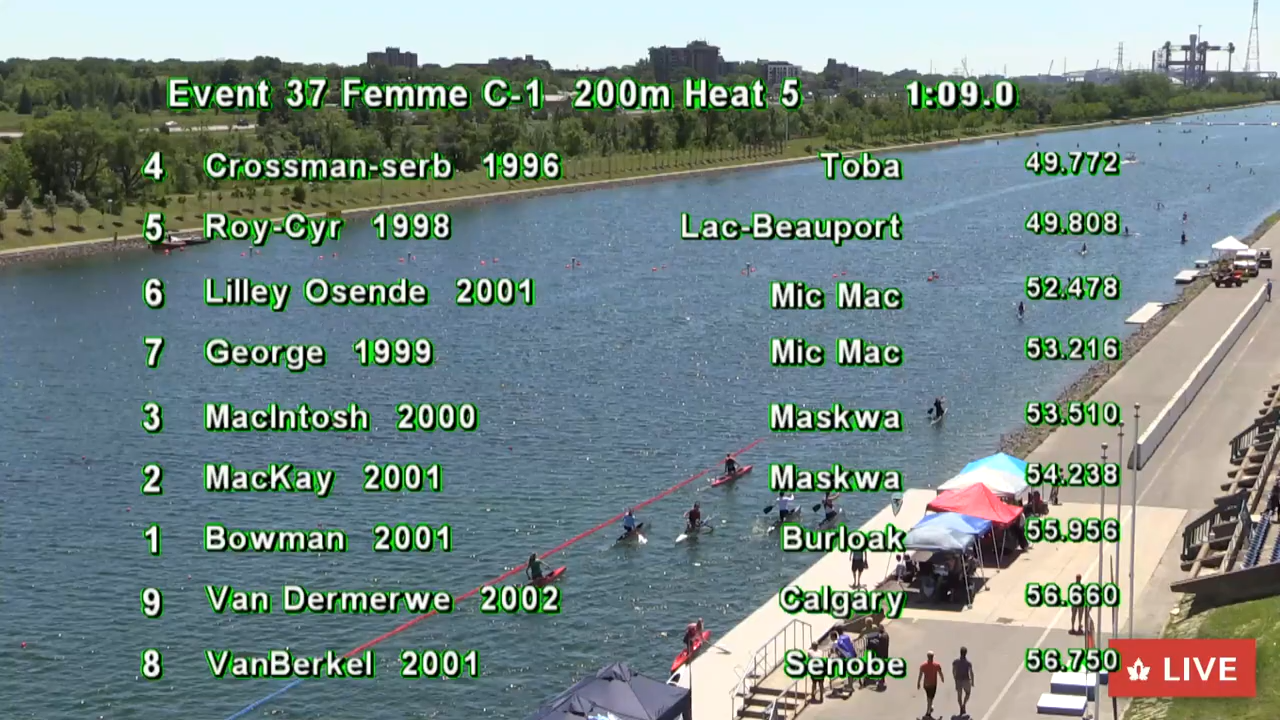 Event 37 Femme C-1 200m Heat 5 1:09.0
4 Crossman-serb 1996 Toba 49.772
5 Roy-Cyr 1998 Lac-Beauport 49.808
6 Lilley Osende 2001 Mic Mac 52.478
7 George 1999 Mic Mac 53.216
3 MacIntosh 2000 Maskwa 53.510
2 MacKay 2001 Maskwa 54.238
1 Bowman 2001 Burloak 55.956
9 Van Dermerwe 2002 Calgary 56.660
8 VanBerkel 2001 Senobe 56.750
LIVE